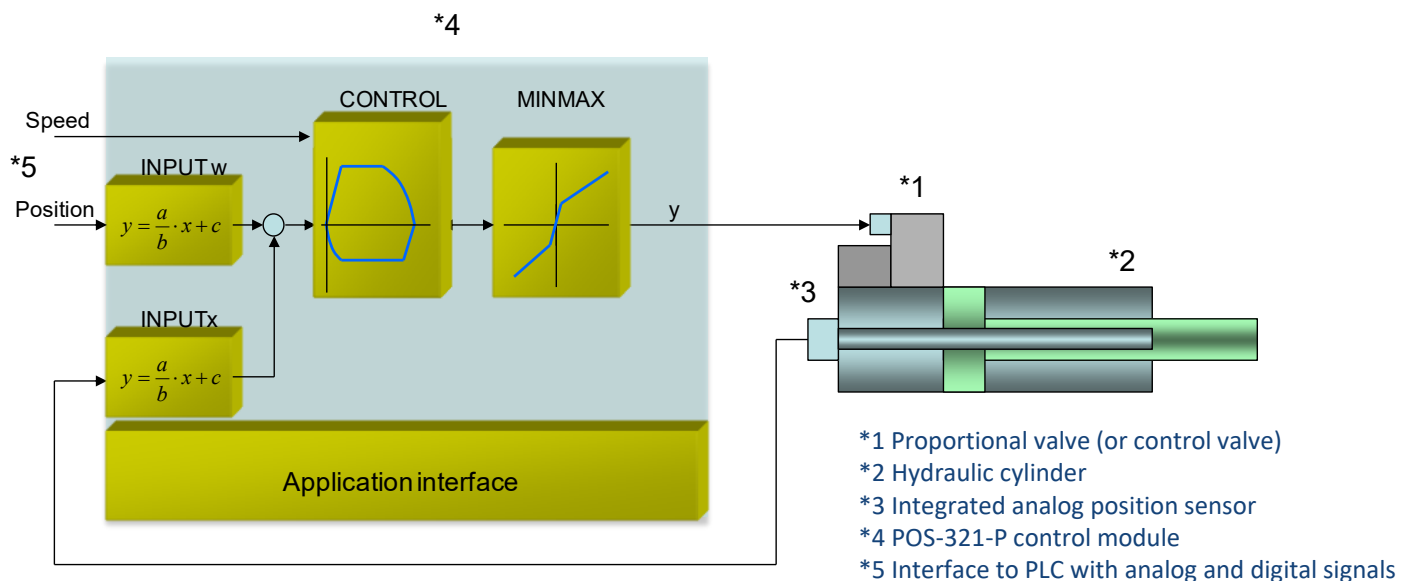 *4
CONTROL
MINMAX
Speed
*5
INPUT w
Position
y = a/b · x + c
y
*1
*2
*3
INPUTx
y = a/b · x + c
Application interface
*1 Proportional valve (or control valve)
*2 Hydraulic cylinder
*3 Integrated analog position sensor
*4 POS-321-P control module
*5 Interface to PLC with analog and digital signals